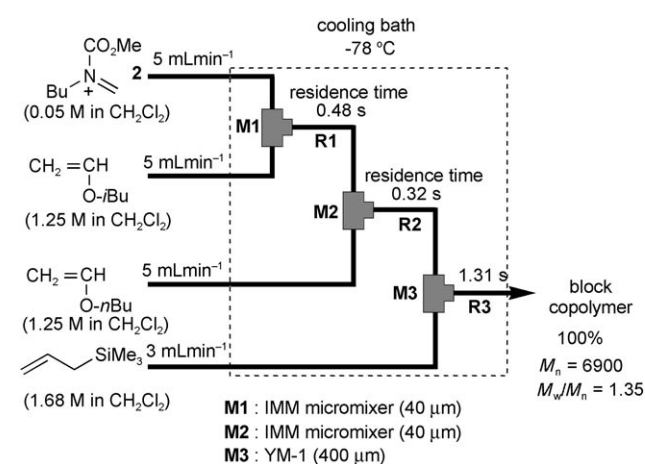 cooling bath
-78 °C
CO₂Me
N
+
Bu
2
5 mLmin⁻¹
(0.05 M in CH₂Cl₂)
residence time
0.48 s
M1
R1
CH₂=CH
O-iBu
5 mLmin⁻¹
(1.25 M in CH₂Cl₂)
residence time
0.32 s
M2
R2
CH₂=CH
O-nBu
5 mLmin⁻¹
(1.25 M in CH₂Cl₂)
1.31 s
M3
R3
block
copolymer
100%
Mn = 6900
Mw/Mn = 1.35
SiMe₃
3 mLmin⁻¹
(1.68 M in CH₂Cl₂)
M1 : IMM micromixer (40 μm)
M2 : IMM micromixer (40 μm)
M3 : YM-1 (400 μm)